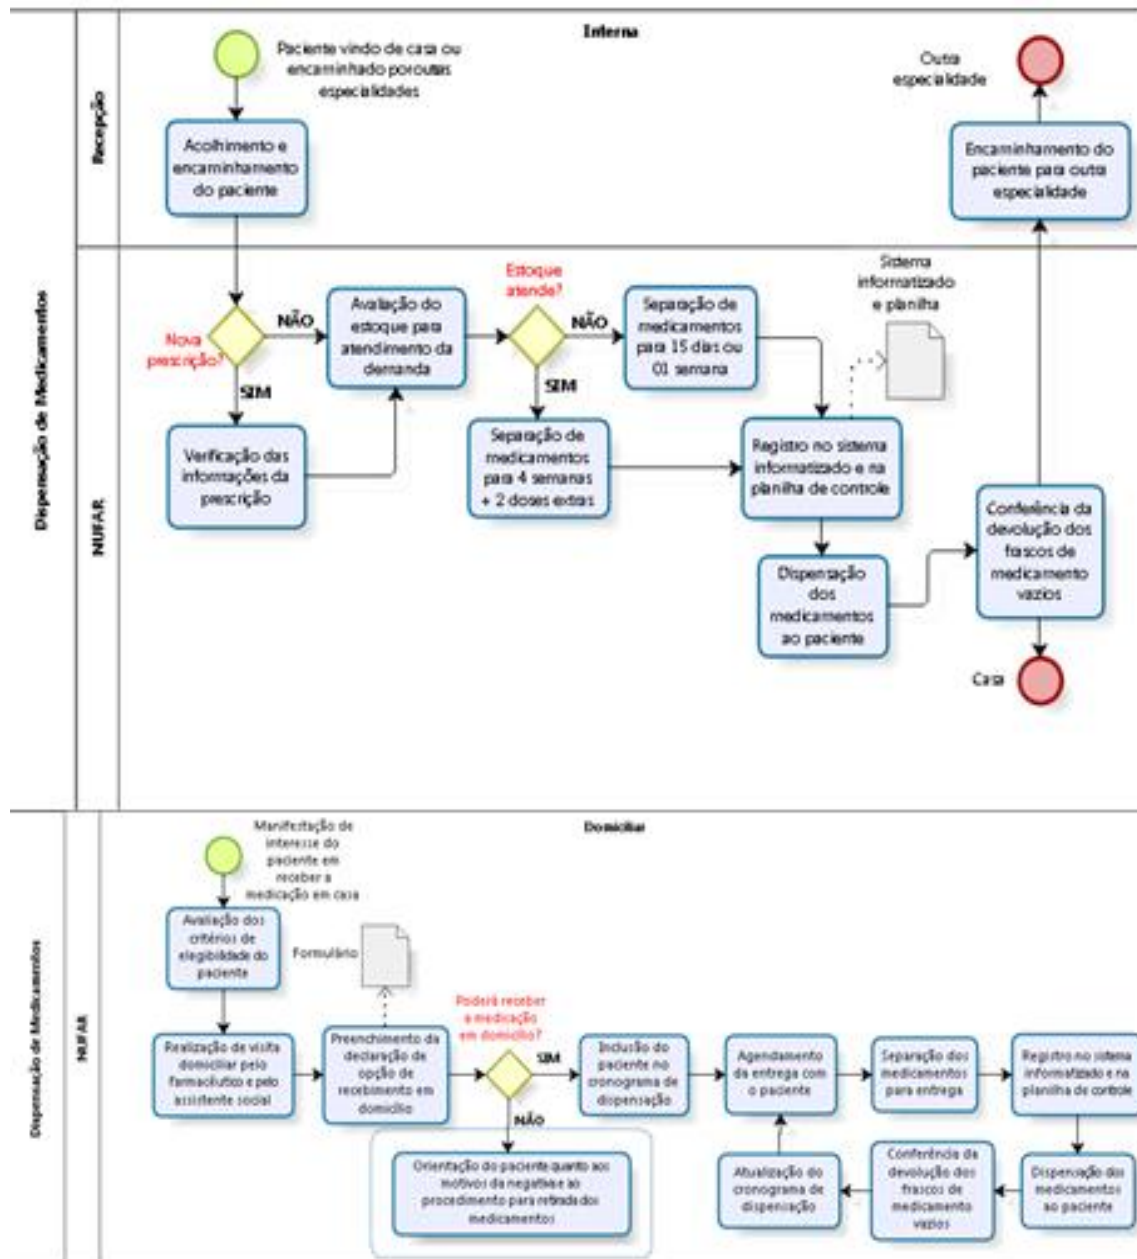 Interna
Dispensação de Medicamentos
Recepção
Paciente vindo de casa ou
encaminhado poroutas
especialidades
Outra
especialidade
Acolhimento e
encaminhamento
do paciente
Encaminhamento do
paciente para outra
especialidade
NUFAR
Nova
prescrição?
NÃO
SIM
Avaliação do
estoque para
atendimento da
demanda
Estoque
atende?
NÃO
SIM
Separação de
medicamentos
para 15 dias ou
01 semana
Sistema
informatizado
e planilha
Verificação das
informações da
prescrição
Separação de
medicamentos
para 4 semanas
+ 2 doses extras
Registro no sistema
informatizado e na
planilha de controle
Conferência da
devolução dos
frascos de
medicamento
vazios
Dispensação
dos
medicamentos
ao paciente
Casa
Domiciliar
Dispensação de Medicamentos
NUFAR
Manifestação de
interesse do
paciente em
receber a
medicação em casa
Avaliação dos
critérios de
elegibilidade do
paciente
Formulário
Realização de visita
domiciliar pelo
farmacêutico e pelo
assistente social
Preenchimento da
declaração de
opção de
recebimento em
domicílio
Poderá receber
a medicação
em domicílio?
SIM
NÃO
Inclusão do
paciente no
cronograma de
dispensação
Agendamento
da entrega com
o paciente
Separação dos
medicamentos
para entrega
Registro no sistema
informatizado e na
planilha de controle
Orientação do paciente quanto aos
motivos da negativa e ao
procedimento para retirada dos
medicamentos
Atualização do
cronograma de
dispensação
Conferência da
devolução dos
frascos de
medicamento
vazios
Dispensação dos
medicamentos
ao paciente